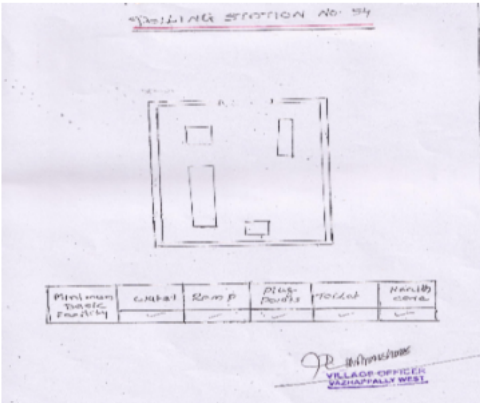 POLLING STATION NO. 54
Minimum Basic Facility
water
Ramp
Plug Points
Toilet
Health care
VILLAGE OFFICER
VAZHAPPALLY WEST